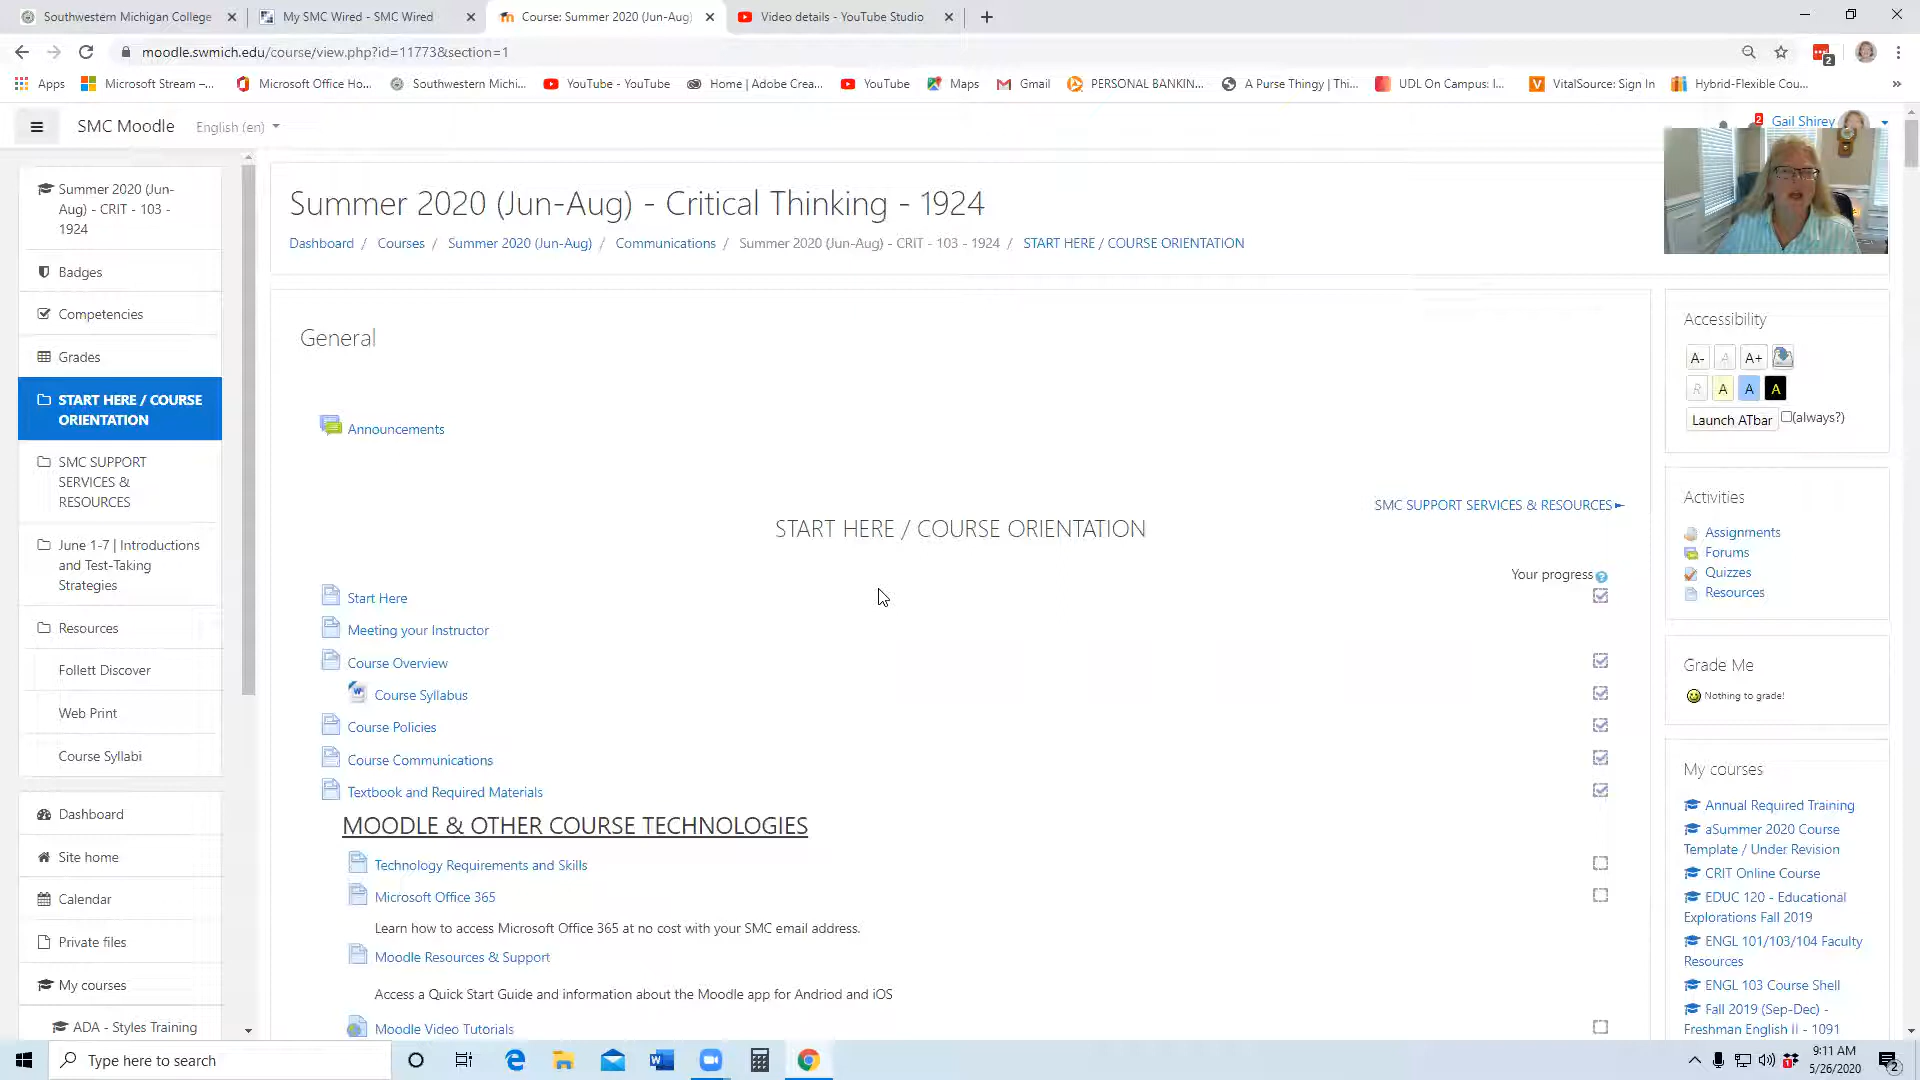 Southwestern Michigan College
My SMC Wired - SMC Wired
Course: Summer 2020 (Jun-Aug)
Video details - YouTube Studio
moodle.swmich.edu/course/view.php?id=11773&section=1
2
Apps
Microsoft Stream –...
Microsoft Office Ho...
Southwestern Michi...
YouTube - YouTube
Home | Adobe Crea...
YouTube
Maps
Gmail
PERSONAL BANKIN...
A Purse Thingy | Thi...
UDL On Campus: I...
VitalSource: Sign In
Hybrid-Flexible Cou...
»
SMC Moodle
English (en)
2
Gail Shirey
Summer 2020 (Jun-
Aug) - CRIT - 103 -
1924
Badges
Competencies
Grades
START HERE / COURSE
ORIENTATION
SMC SUPPORT
SERVICES &
RESOURCES
June 1-7 | Introductions
and Test-Taking
Strategies
Resources
Follett Discover
Web Print
Course Syllabi
Dashboard
Site home
Calendar
Private files
My courses
ADA - Styles Training
Summer 2020 (Jun-Aug) - Critical Thinking - 1924
Dashboard / Courses / Summer 2020 (Jun-Aug) / Communications / Summer 2020 (Jun-Aug) - CRIT - 103 - 1924 / START HERE / COURSE ORIENTATION
General
Announcements
SMC SUPPORT SERVICES & RESOURCES ►
START HERE / COURSE ORIENTATION
Your progress
Start Here
Meeting your Instructor
Course Overview
Course Syllabus
Course Policies
Course Communications
Textbook and Required Materials
MOODLE & OTHER COURSE TECHNOLOGIES
Technology Requirements and Skills
Microsoft Office 365
Learn how to access Microsoft Office 365 at no cost with your SMC email address.
Moodle Resources & Support
Access a Quick Start Guide and information about the Moodle app for Andriod and iOS
Moodle Video Tutorials
Accessibility
A- A A+
R A A A
Launch ATbar (always?)
Activities
Assignments
Forums
Quizzes
Resources
Grade Me
Nothing to grade!
My courses
Annual Required Training
aSummer 2020 Course
Template / Under Revision
CRIT Online Course
EDUC 120 - Educational
Explorations Fall 2019
ENGL 101/103/104 Faculty
Resources
ENGL 103 Course Shell
Fall 2019 (Sep-Dec) -
Freshman English II - 1091
Type here to search
9:11 AM
5/26/2020
2